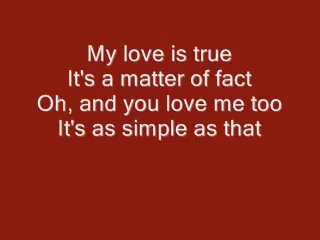 My love is true
It's a matter of fact
Oh, and you love me too
It's as simple as that